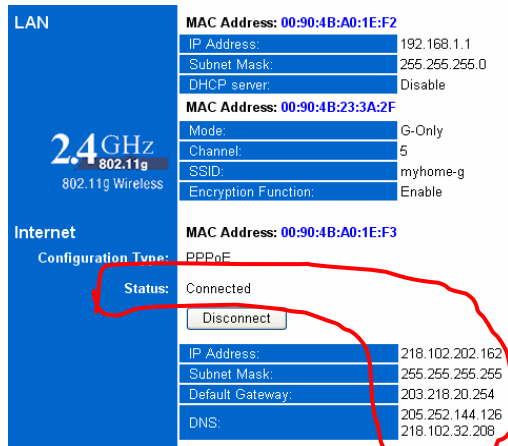 LAN
MAC Address: 00:90:4B:A0:1E:F2
IP Address: 192.168.1.1
Subnet Mask: 255.255.255.0
DHCP server: Disable
2.4 GHz
802.11g
802.11g Wireless
MAC Address: 00:90:4B:23:3A:2F
Mode: G-Only
Channel: 5
SSID: myhome-g
Encryption Function: Enable
Internet
MAC Address: 00:90:4B:A0:1E:F3
Configuration Type: PPPoE
Status: Connected
Disconnect
IP Address: 218.102.202.162
Subnet Mask: 255.255.255.255
Default Gateway: 203.218.20.254
DNS: 205.252.144.126
218.102.32.208